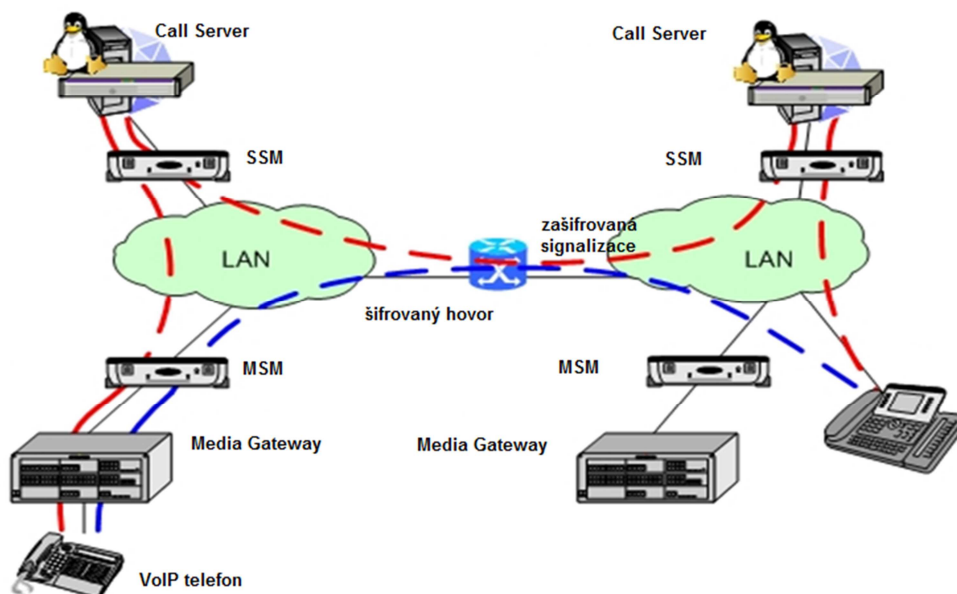 Call Server
Call Server
SSM
SSM
zašifrovaná
signalizace
LAN
LAN
šifrovaný hovor
MSM
MSM
Media Gateway
Media Gateway
VoIP telefon